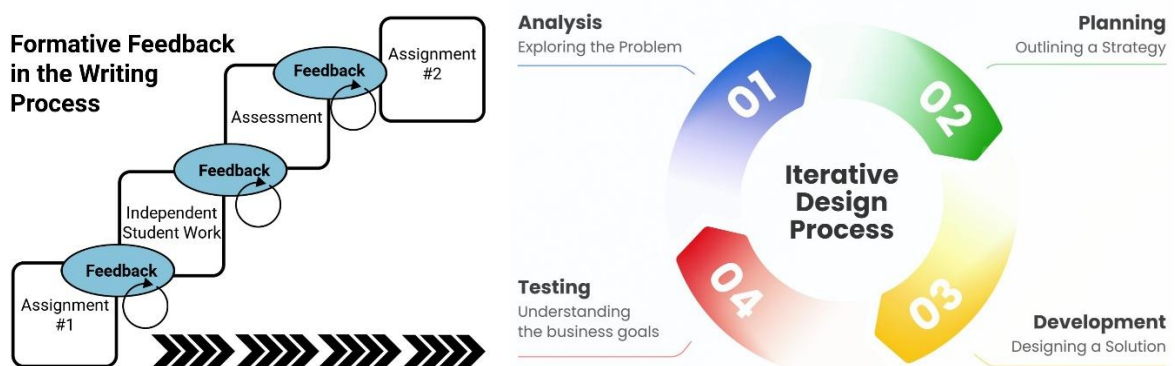 Formative Feedback
in the Writing
Process
Assignment
#1
Feedback
Independent
Student Work
Feedback
Assessment
Feedback
Assignment
#2
Analysis
Exploring the Problem
Planning
Outlining a Strategy
01
02
Iterative
Design
Process
04
03
Testing
Understanding
the business goals
Development
Designing a Solution